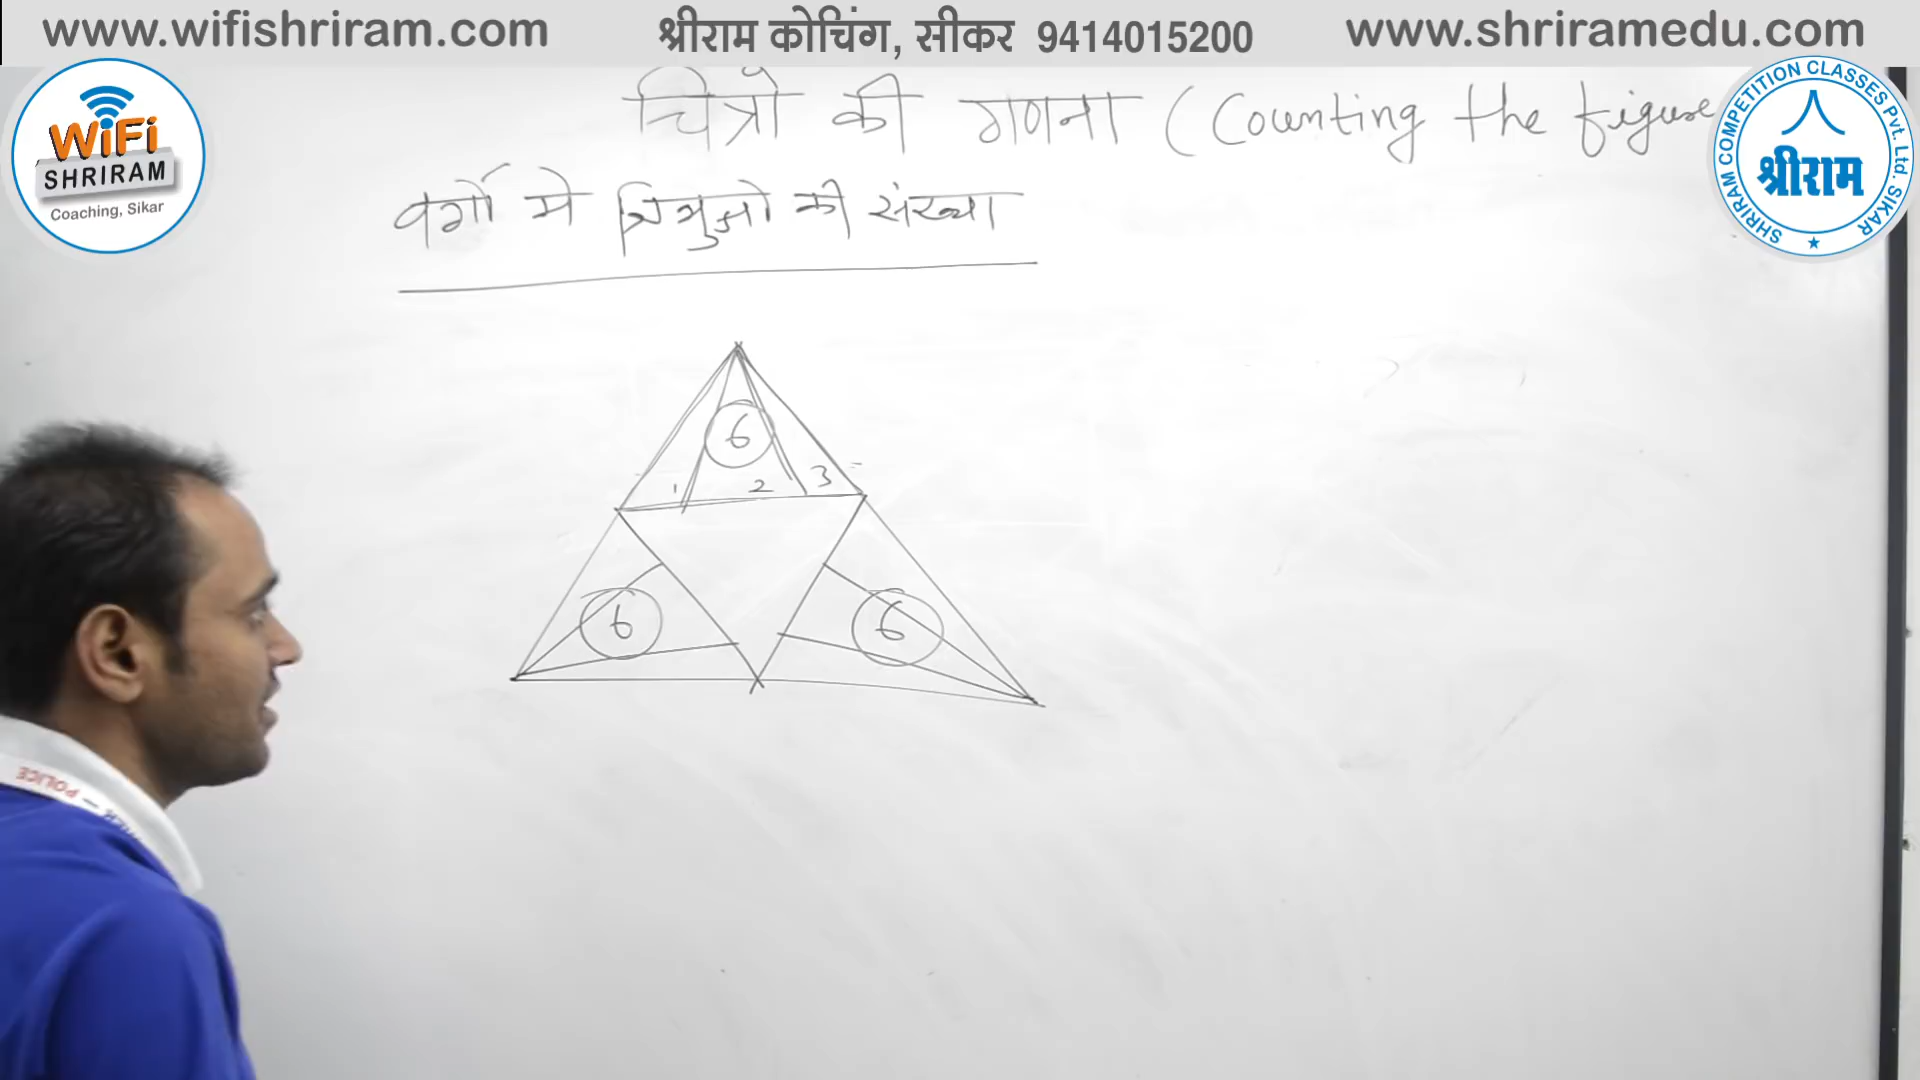 www.wifishriram.com श्रीराम कोचिंग, सीकर 9414015200 www.shriramedu.com
WiFi
SHRIRAM
Coaching, Sikar
SHRIRAM COMPETITION CLASSES Pvt. Ltd. SIKAR
श्रीराम
चित्रो की गणना (Counting the figure
वर्गो मे त्रिभुजो की संख्या
6
1 2 3
6 6
POLICE